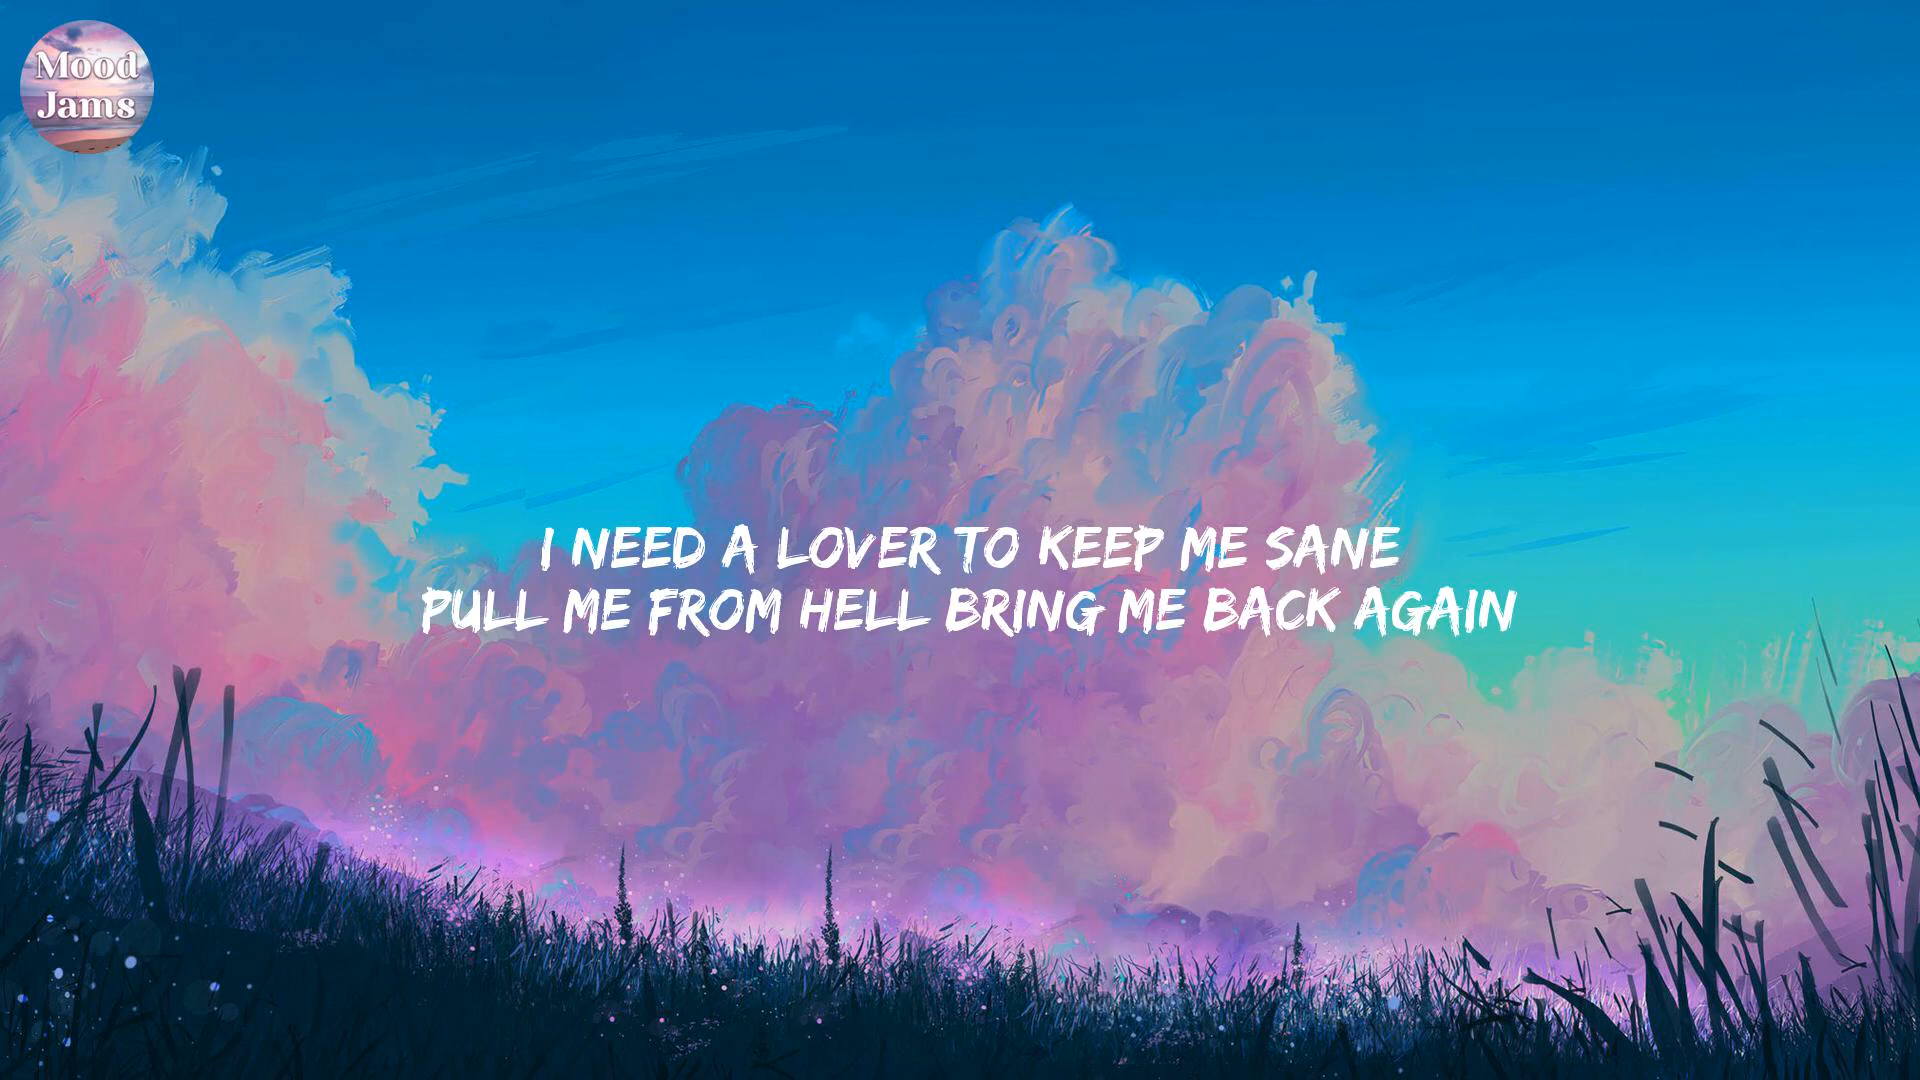 Mood
Jams
I NEED A LOVER TO KEEP ME SANE
PULL ME FROM HELL BRING ME BACK AGAIN